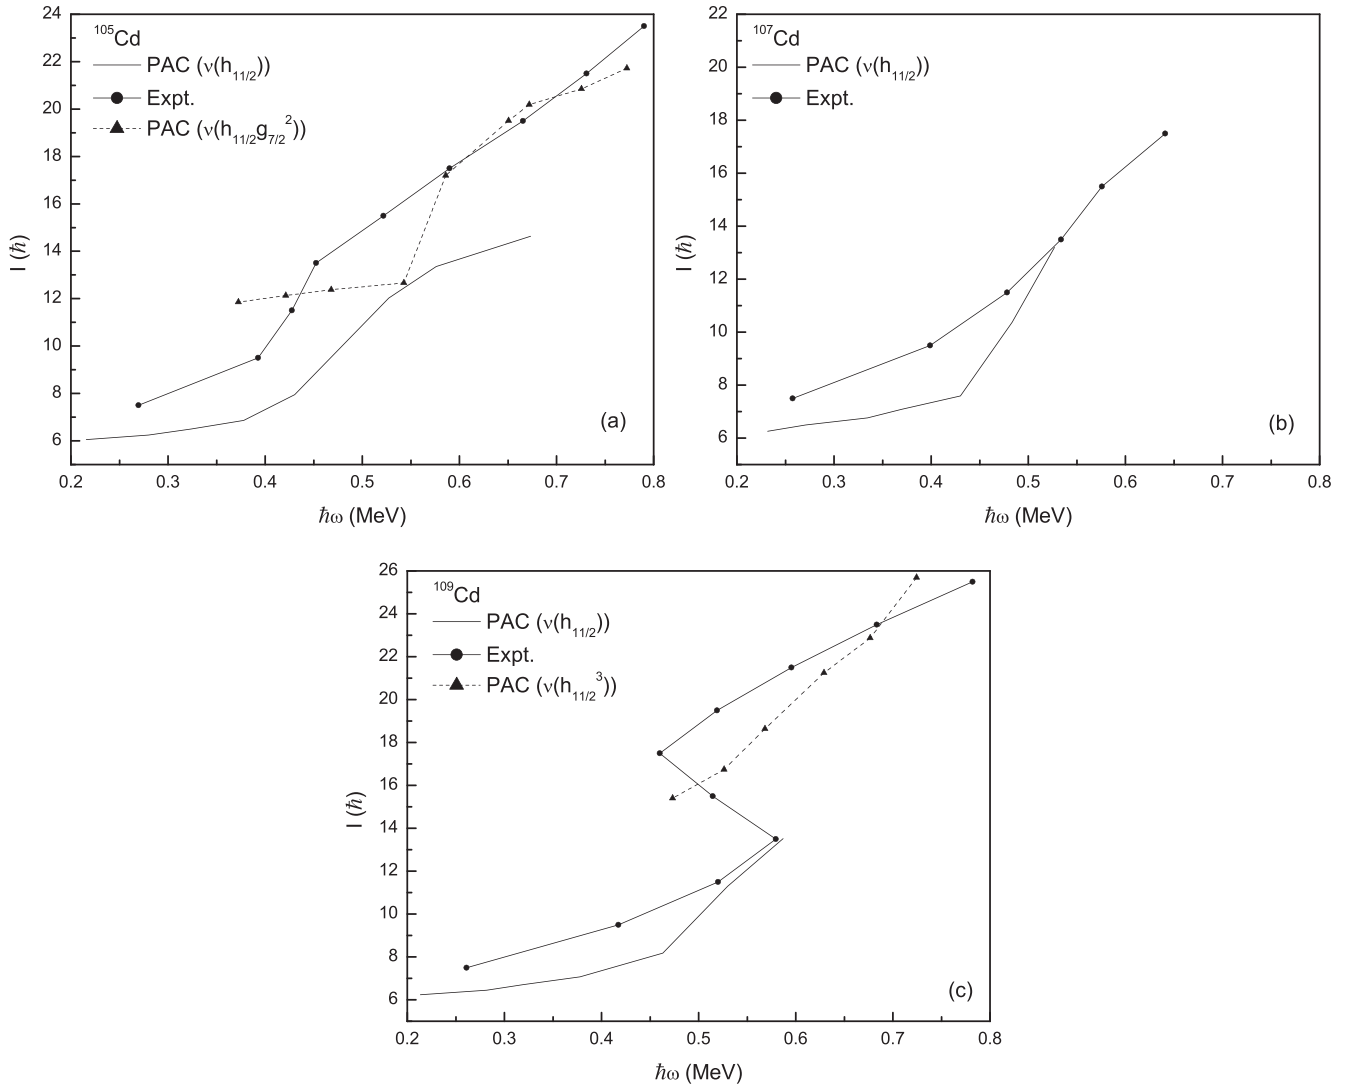 ¹⁰⁵Cd
PAC (ν(h₁₁/₂))
Expt.
PAC (ν(h₁₁/₂g₇/₂²))
24
22
20
18
16
14
12
10
8
6
I (ℏ)
0.2 0.3 0.4 0.5 0.6 0.7 0.8
ℏω (MeV)
(a)
¹⁰⁷Cd
PAC (ν(h₁₁/₂))
Expt.
22
20
18
16
14
12
10
8
6
I (ℏ)
0.2 0.3 0.4 0.5 0.6 0.7 0.8
ℏω (MeV)
(b)
¹⁰⁹Cd
PAC (ν(h₁₁/₂))
Expt.
PAC (ν(h₁₁/₂³))
26
24
22
20
18
16
14
12
10
8
6
I (ℏ)
0.2 0.3 0.4 0.5 0.6 0.7 0.8
ℏω (MeV)
(c)